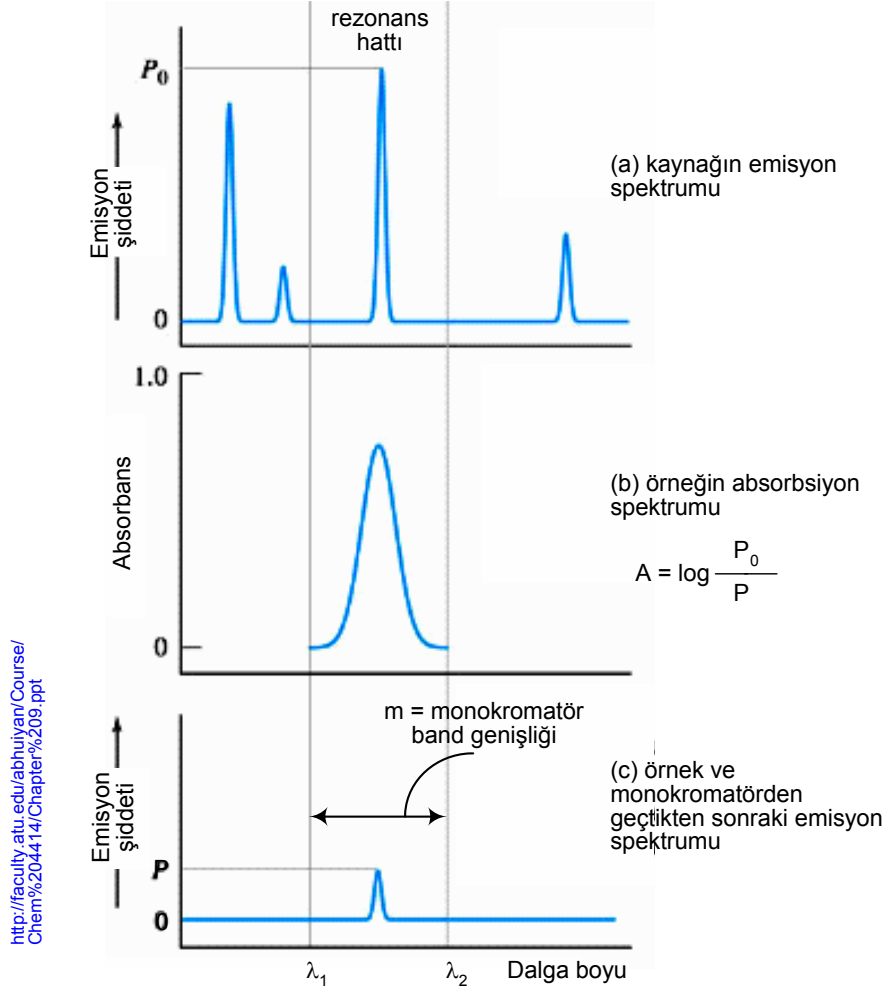 rezonans
hattı
P₀
Emisyon
şiddeti
0
(a) kaynağın emisyon
spektrumu
1.0
Absorbans
0
(b) örneğin absorbsiyon
spektrumu
A = log P₀ / P
m = monokromatör
band genişliği
Emisyon
şiddeti
P
0
(c) örnek ve
monokromatörden
geçtikten sonraki emisyon
spektrumu
λ₁
λ₂
Dalga boyu
http://faculty.atu.edu/abhuiyan/Course/
Chem%204414/Chapter%209.ppt